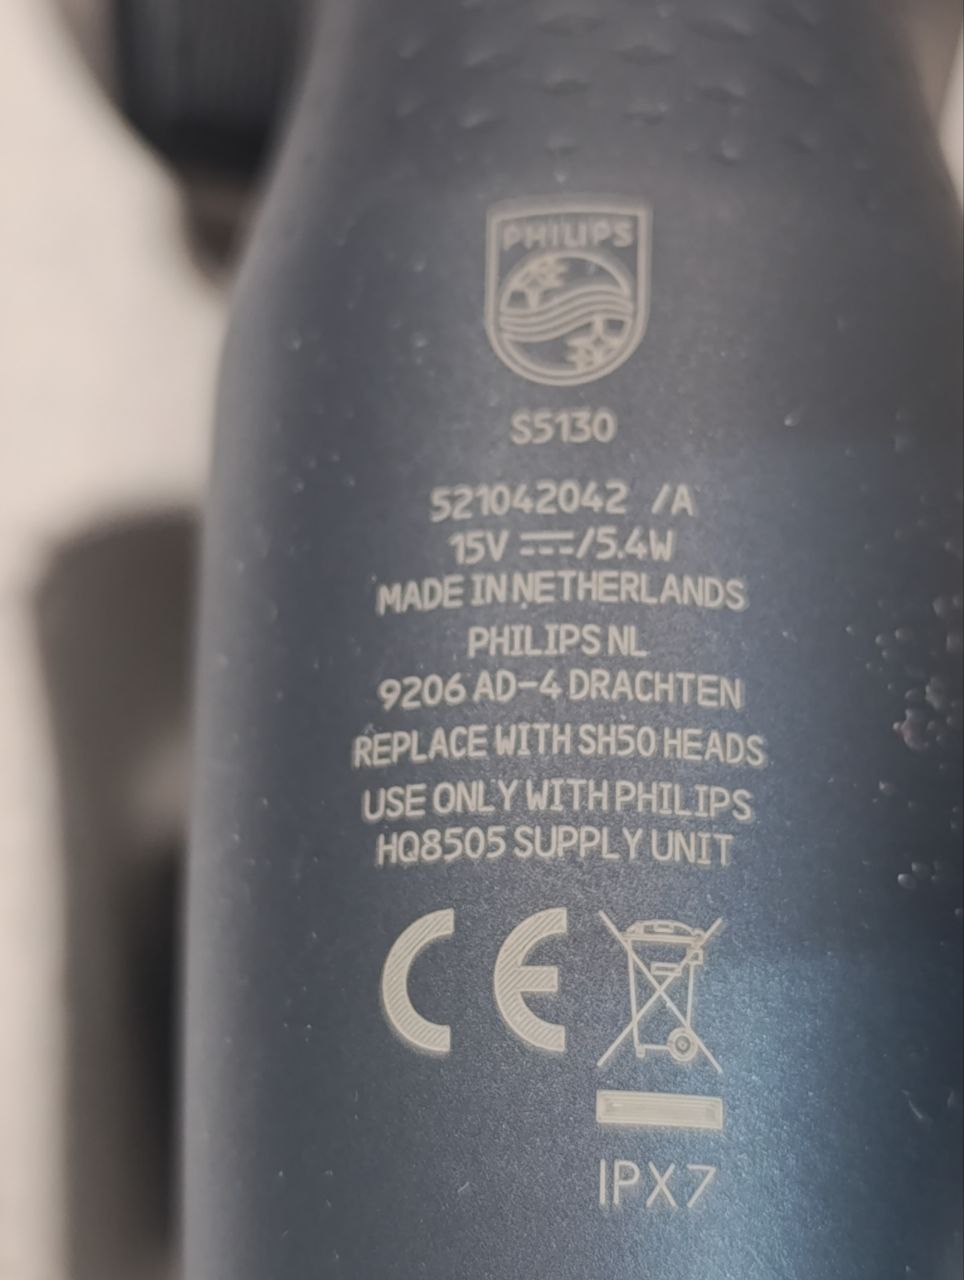 PHILIPS
S5130
521042042 /A
15V ⎓/5.4W
MADE IN NETHERLANDS
PHILIPS NL
9206 AD-4 DRACHTEN
REPLACE WITH SH50 HEADS
USE ONLY WITH PHILIPS
HQ8505 SUPPLY UNIT
CE
IPX7